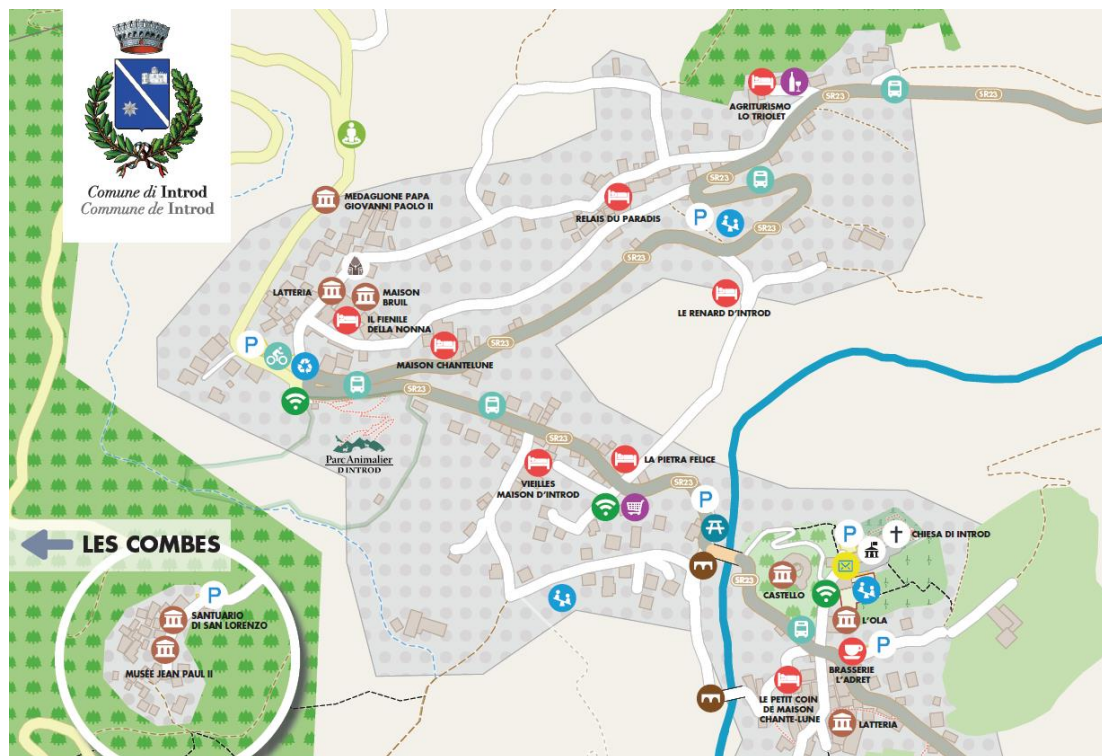 Comune di Introd
Commune de Introd
AGRITURISMO
LO TRIOLET
SR23
SR23
SR23
MEDAGLIONE PAPA
GIOVANNI PAOLO II
RELAIS DU PARADIS
P
SR23
SR23
LATTERIA
MAISON
BRUIL
LE RENARD D'INTROD
IL FIENILE
DELLA NONNA
P
SR23
MAISON CHANTELUNE
SR23
Parc Animalier
D'INTROD
SR23
LA PIETRA FELICE
VIEILLES
MAISON D'INTROD
SR23
P
LES COMBES
P
CHIESA DI INTROD
SR23
CASTELLO
P
SANTUARIO
DI SAN LORENZO
L'OLA
P
MUSÉE JEAN PAUL II
BRASSERIE
L'ADRET
LE PETIT COIN
DE MAISON
CHANTE-LUNE
LATTERIA